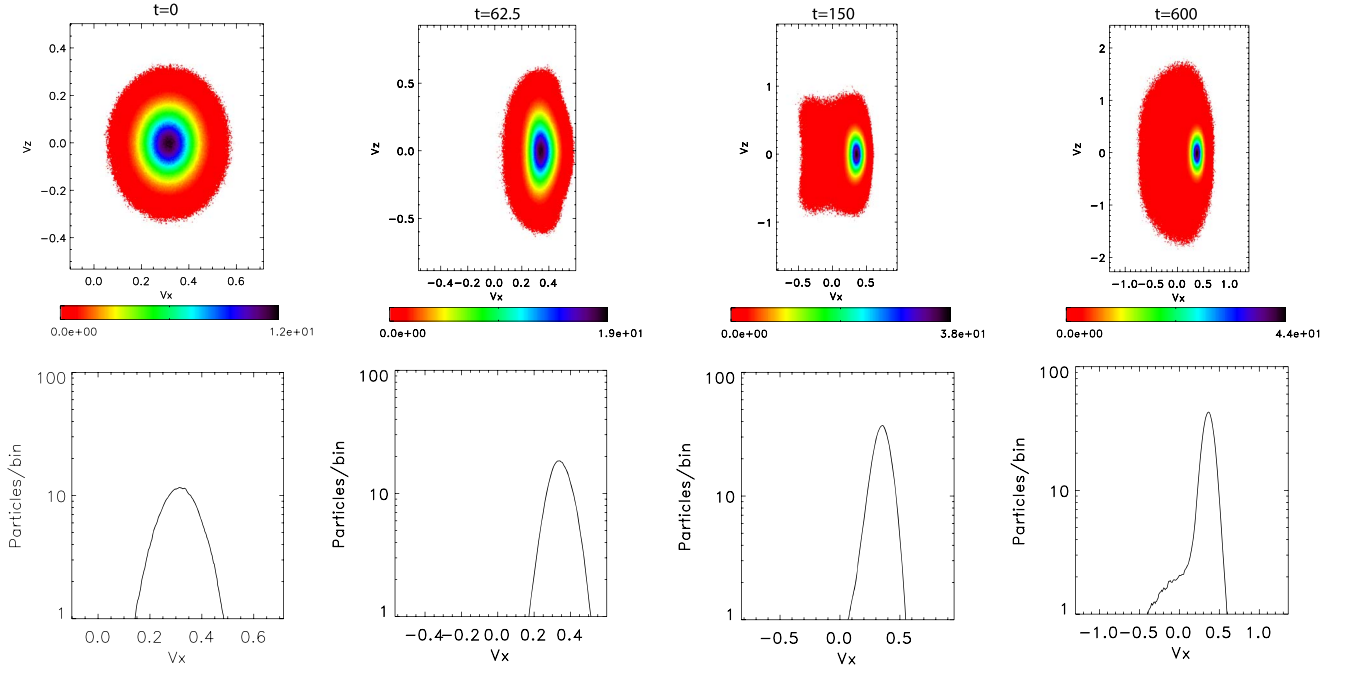 t=0
t=62.5
t=150
t=600
0.4
0.2
0.0
−0.2
−0.4
Vz
0.0 0.2 0.4 0.6
Vx
0.5
0.0
−0.5
Vz
−0.4−0.2 0.0 0.2 0.4
Vx
1
0
−1
Vz
−0.5 0.0 0.5
Vx
2
1
0
−1
−2
Vz
−1.0−0.5 0.0 0.5 1.0
Vx
0.0e+00 1.2e+01
0.0e+00 1.9e+01
0.0e+00 3.8e+01
0.0e+00 4.4e+01
100
10
1
Particles/bin
0.0 0.2 0.4 0.6
Vx
100
10
1
Particles/bin
−0.4−0.2 0.0 0.2 0.4
Vx
100
10
1
Particles/bin
−0.5 0.0 0.5
Vx
100
10
1
Particles/bin
−1.0−0.5 0.0 0.5 1.0
Vx